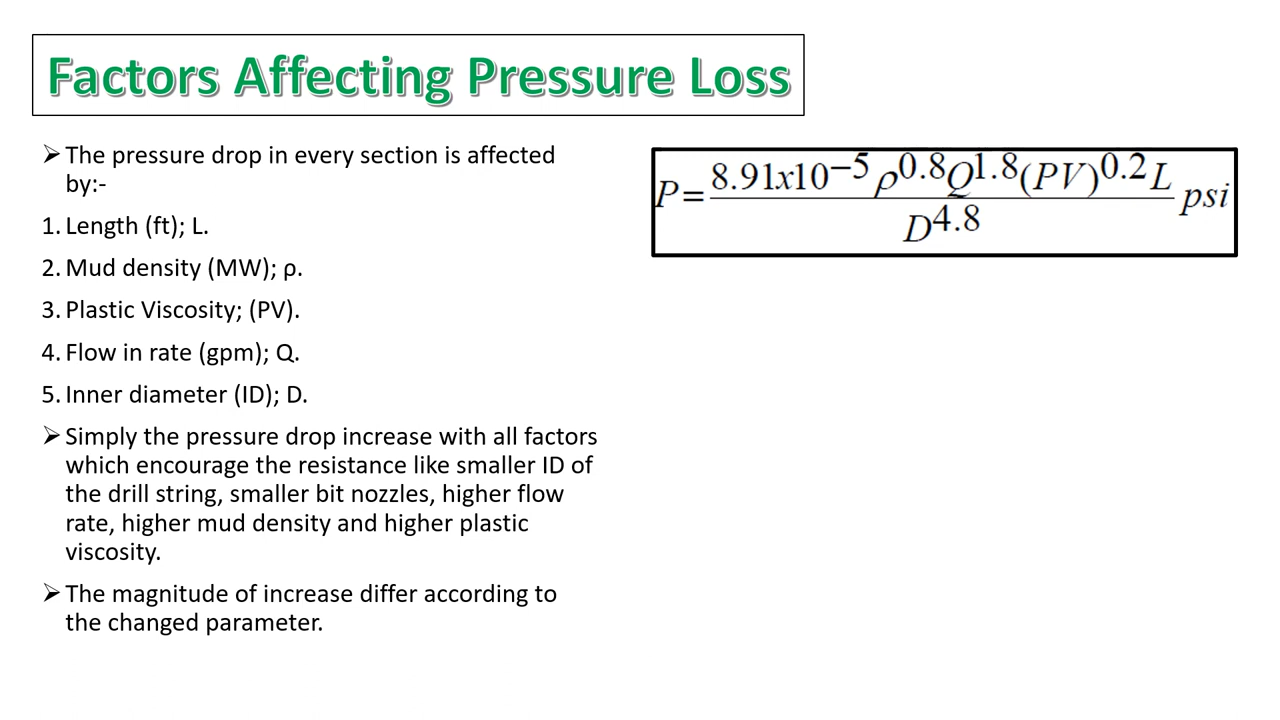 Factors Affecting Pressure Loss
➢ The pressure drop in every section is affected
by:-
1. Length (ft); L.
2. Mud density (MW); ρ.
3. Plastic Viscosity; (PV).
4. Flow in rate (gpm); Q.
5. Inner diameter (ID); D.
➢ Simply the pressure drop increase with all factors
which encourage the resistance like smaller ID of
the drill string, smaller bit nozzles, higher flow
rate, higher mud density and higher plastic
viscosity.
➢ The magnitude of increase differ according to
the changed parameter.
P = 8.91x10⁻⁵ ρ^0.8 Q^1.8 (PV)^0.2 L / D^4.8 psi